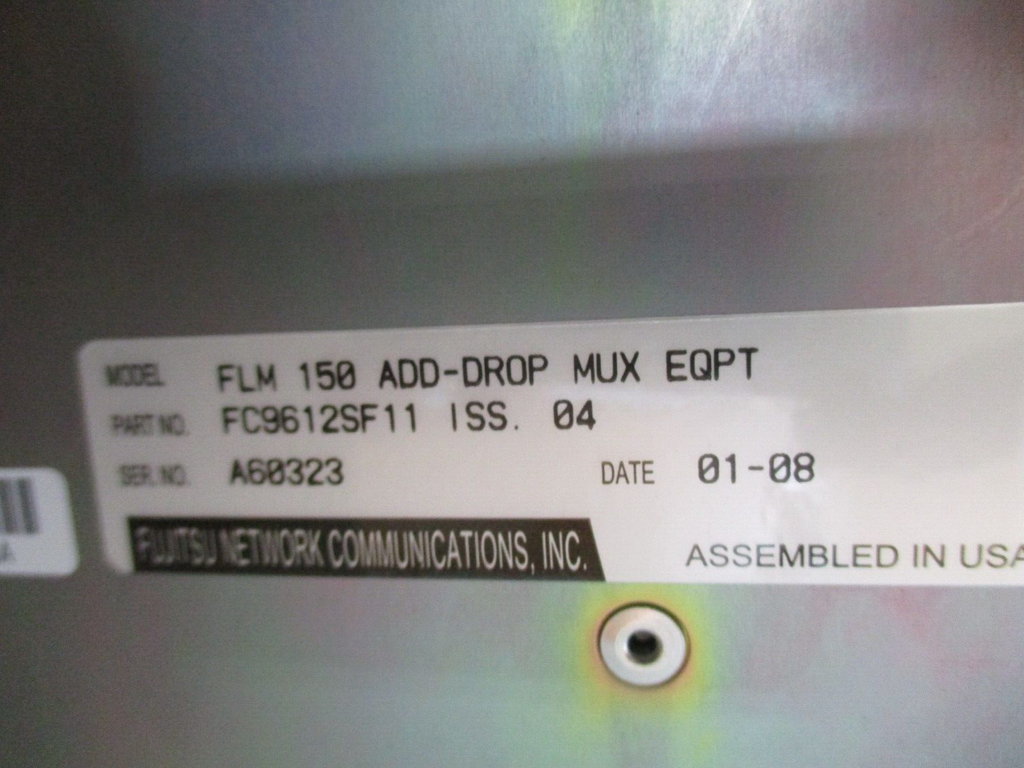 MODEL FLM 150 ADD-DROP MUX EQPT
PART NO. FC9612SF11 ISS. 04
SER. NO. A60323 DATE 01-08
FUJITSU NETWORK COMMUNICATIONS, INC. ASSEMBLED IN USA
A